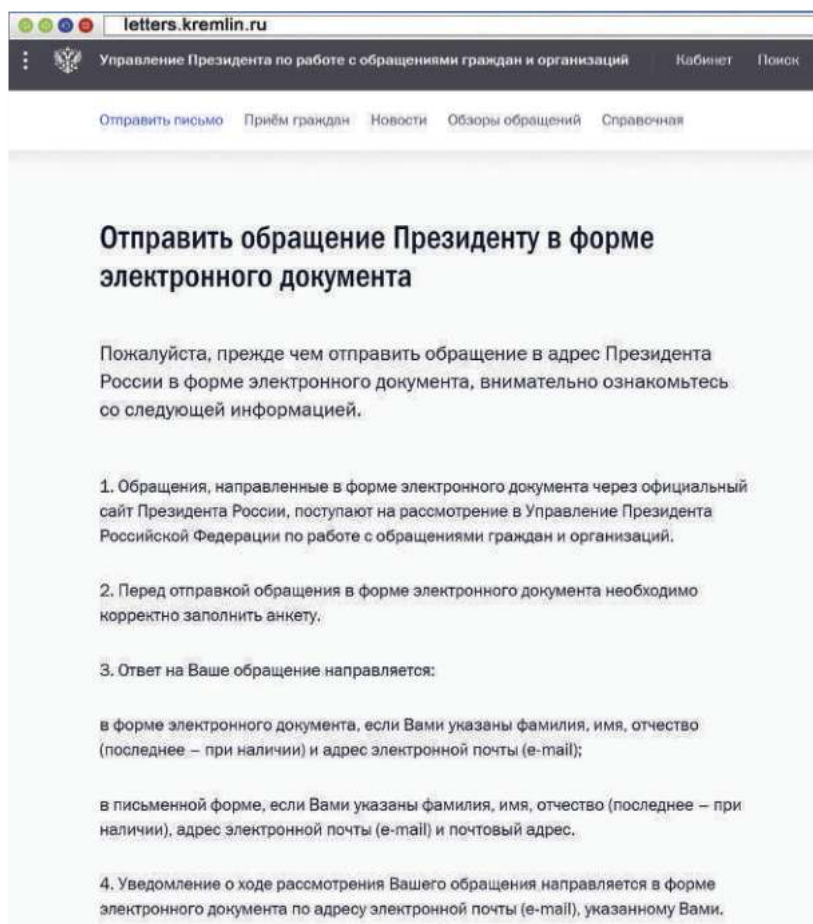 letters.kremlin.ru
Управление Президента по работе с обращениями граждан и организаций Кабинет Поиск
Отправить письмо Приём граждан Новости Обзоры обращений Справочная
Отправить обращение Президенту в форме
электронного документа
Пожалуйста, прежде чем отправить обращение в адрес Президента
России в форме электронного документа, внимательно ознакомьтесь
со следующей информацией.
1. Обращения, направленные в форме электронного документа через официальный
сайт Президента России, поступают на рассмотрение в Управление Президента
Российской Федерации по работе с обращениями граждан и организаций.
2. Перед отправкой обращения в форме электронного документа необходимо
корректно заполнить анкету.
3. Ответ на Ваше обращение направляется:
в форме электронного документа, если Вами указаны фамилия, имя, отчество
(последнее – при наличии) и адрес электронной почты (e-mail);
в письменной форме, если Вами указаны фамилия, имя, отчество (последнее – при
наличии), адрес электронной почты (e-mail) и почтовый адрес.
4. Уведомление о ходе рассмотрения Вашего обращения направляется в форме
электронного документа по адресу электронной почты (e-mail), указанному Вами.